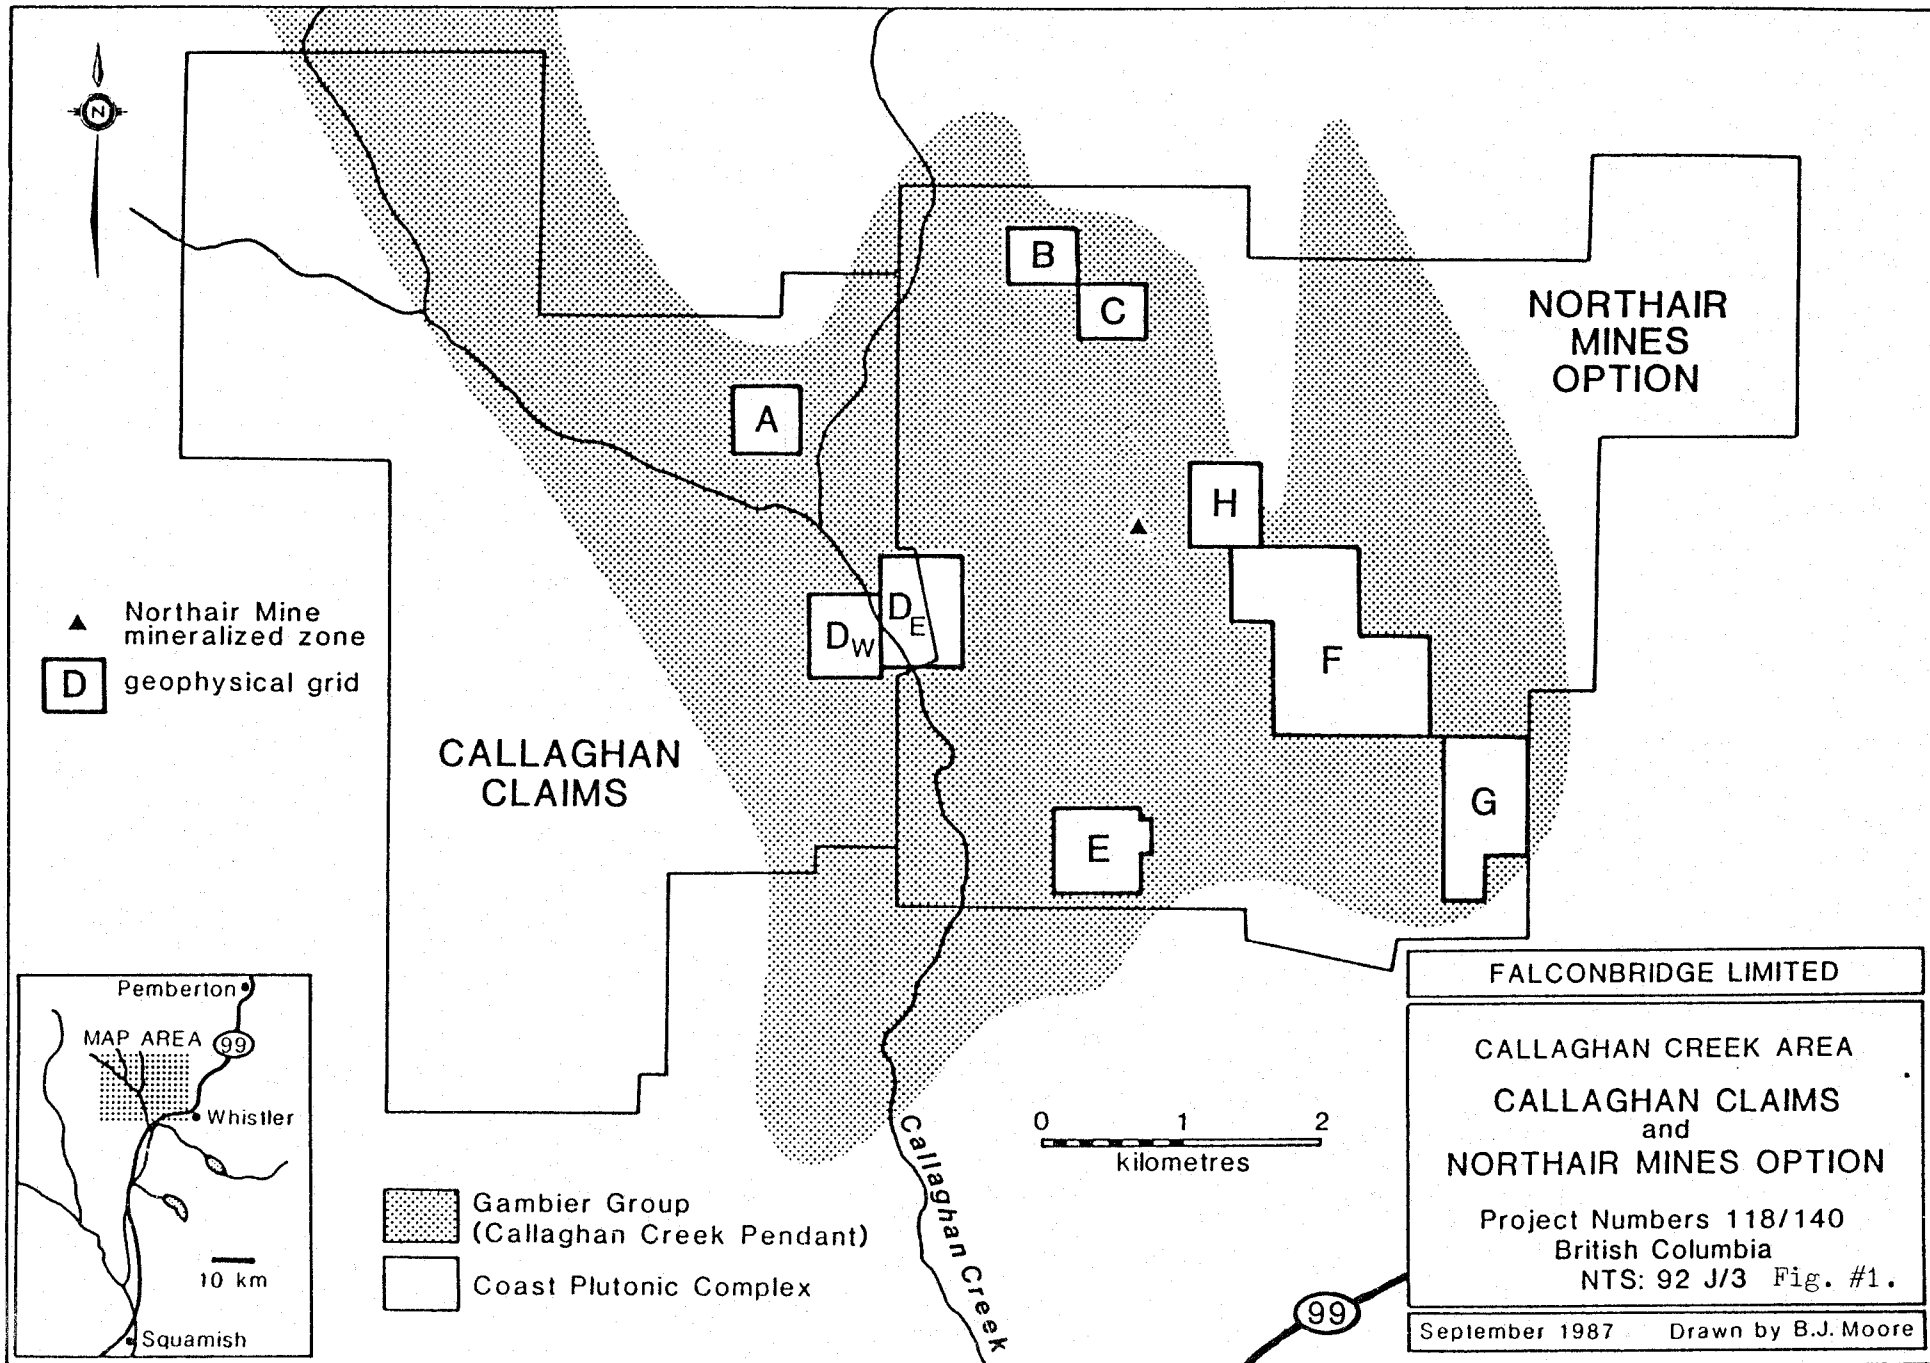 N
B
C
A
H
D E
D W
F
G
E
NORTHAIR
MINES
OPTION
CALLAGHAN
CLAIMS
Northair Mine
mineralized zone
D
geophysical grid
Pemberton
MAP AREA
99
Whistler
10 km
Squamish
Gambier Group
(Callaghan Creek Pendant)
Coast Plutonic Complex
Callaghan Creek
0 1 2
kilometres
99
FALCONBRIDGE LIMITED
CALLAGHAN CREEK AREA
CALLAGHAN CLAIMS
and
NORTHAIR MINES OPTION
Project Numbers 118/140
British Columbia
NTS: 92 J/3 Fig. #1.
September 1987 Drawn by B.J. Moore